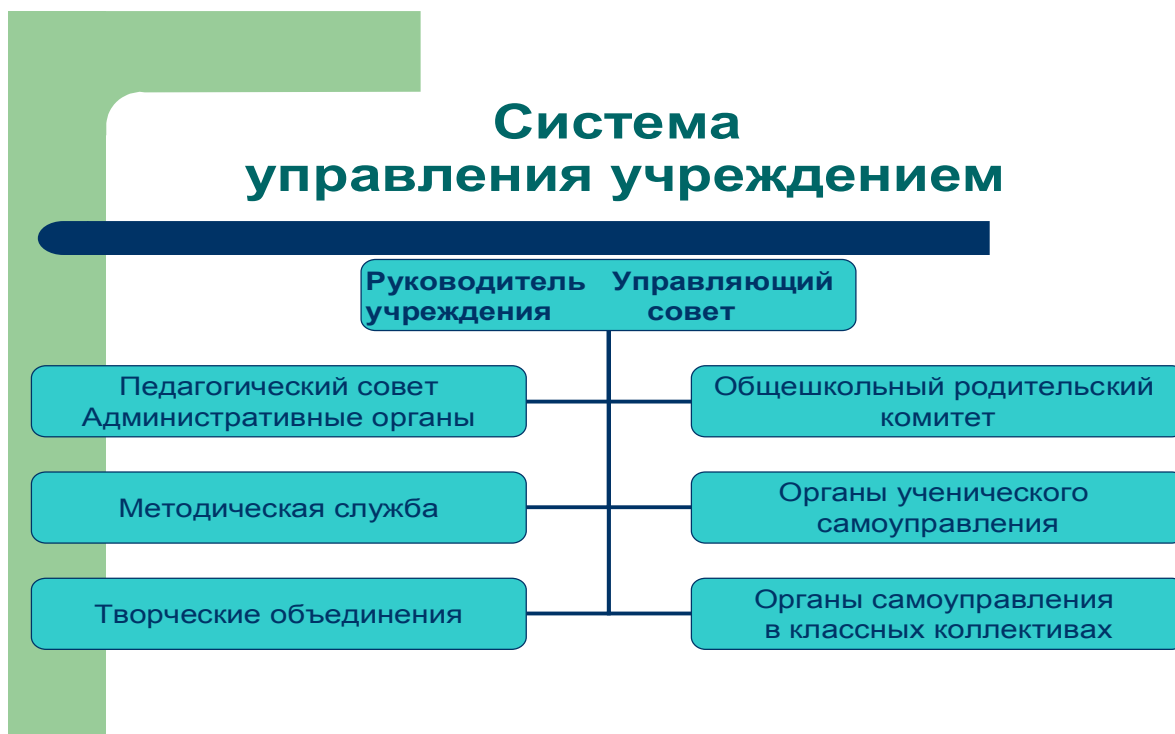 Система
управления учреждением
Руководитель Управляющий
учреждения совет
Педагогический совет
Административные органы
Общешкольный родительский
комитет
Методическая служба
Органы ученического
самоуправления
Творческие объединения
Органы самоуправления
в классных коллективах